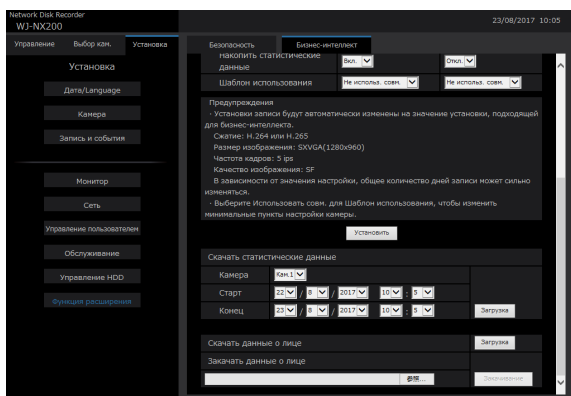 Network Disk Recorder
WJ-NX200
23/08/2017 10:05
Управление Выбор кам. Установка
Безопасность Бизнес-интеллект
Установка
Дата/Language
Камера
Запись и события
Монитор
Сеть
Управление пользователем
Обслуживание
Управление HDD
Функция расширения
Накопить статистические данные Вкл. Откл.
Шаблон использования Не использ. совм. Не использ. совм.
Предупреждения
· Установки записи будут автоматически изменены на значение установки, подходящей
для бизнес-интеллекта.
Сжатие: H.264 или H.265
Размер изображения: SXVGA(1280x960)
Частота кадров: 5 ips
Качество изображения: SF
В зависимости от значения настройки, общее количество дней записи может сильно
изменяться.
· Выберите Использовать совм. для Шаблон использования, чтобы изменить
минимальные пункты настройки камеры.
Установить
Скачать статистические данные
Камера Кам.1
Старт 22 / 8 / 2017 10 : 5
Конец 23 / 8 / 2017 10 : 5 Загрузка
Скачать данные о лице Загрузка
Закачать данные о лице
参照...
Закачивание